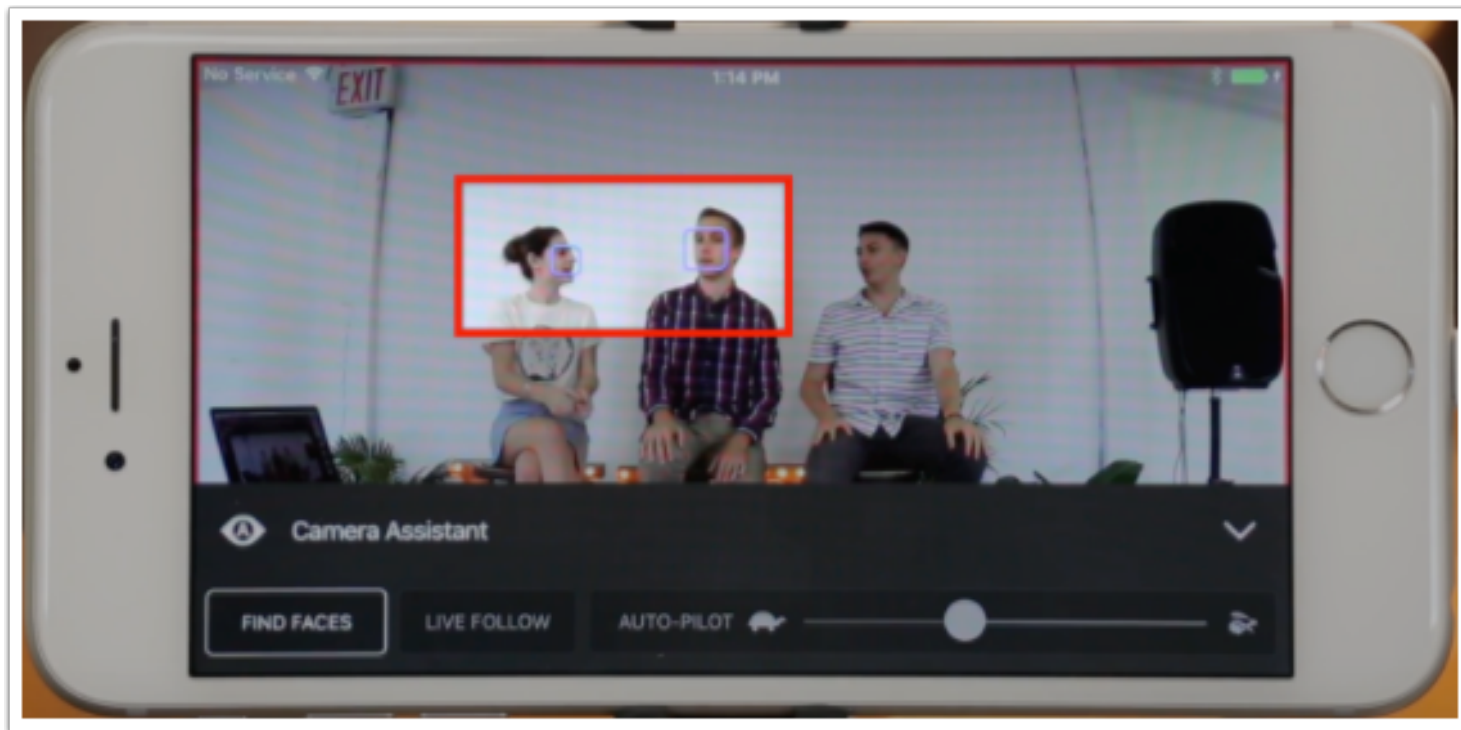 No Service 1:14 PM
EXIT
Camera Assistant
FIND FACES LIVE FOLLOW AUTO-PILOT